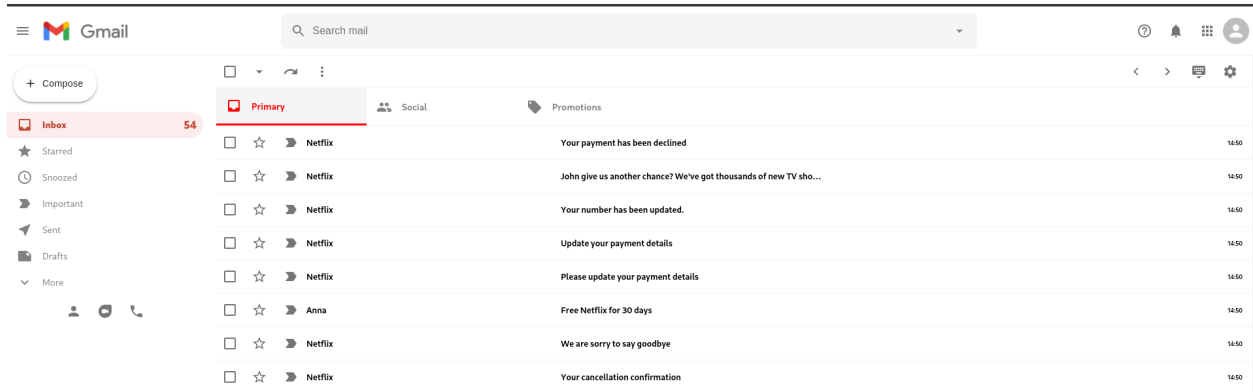 Gmail
Search mail
Compose
Inbox 54
Starred
Snoozed
Important
Sent
Drafts
More
Primary Social Promotions
Netflix Your payment has been declined 14:50
Netflix John give us another chance? We've got thousands of new TV sho... 14:50
Netflix Your number has been updated. 14:50
Netflix Update your payment details 14:50
Netflix Please update your payment details 14:50
Anna Free Netflix for 30 days 14:50
Netflix We are sorry to say goodbye 14:50
Netflix Your cancellation confirmation 14:50